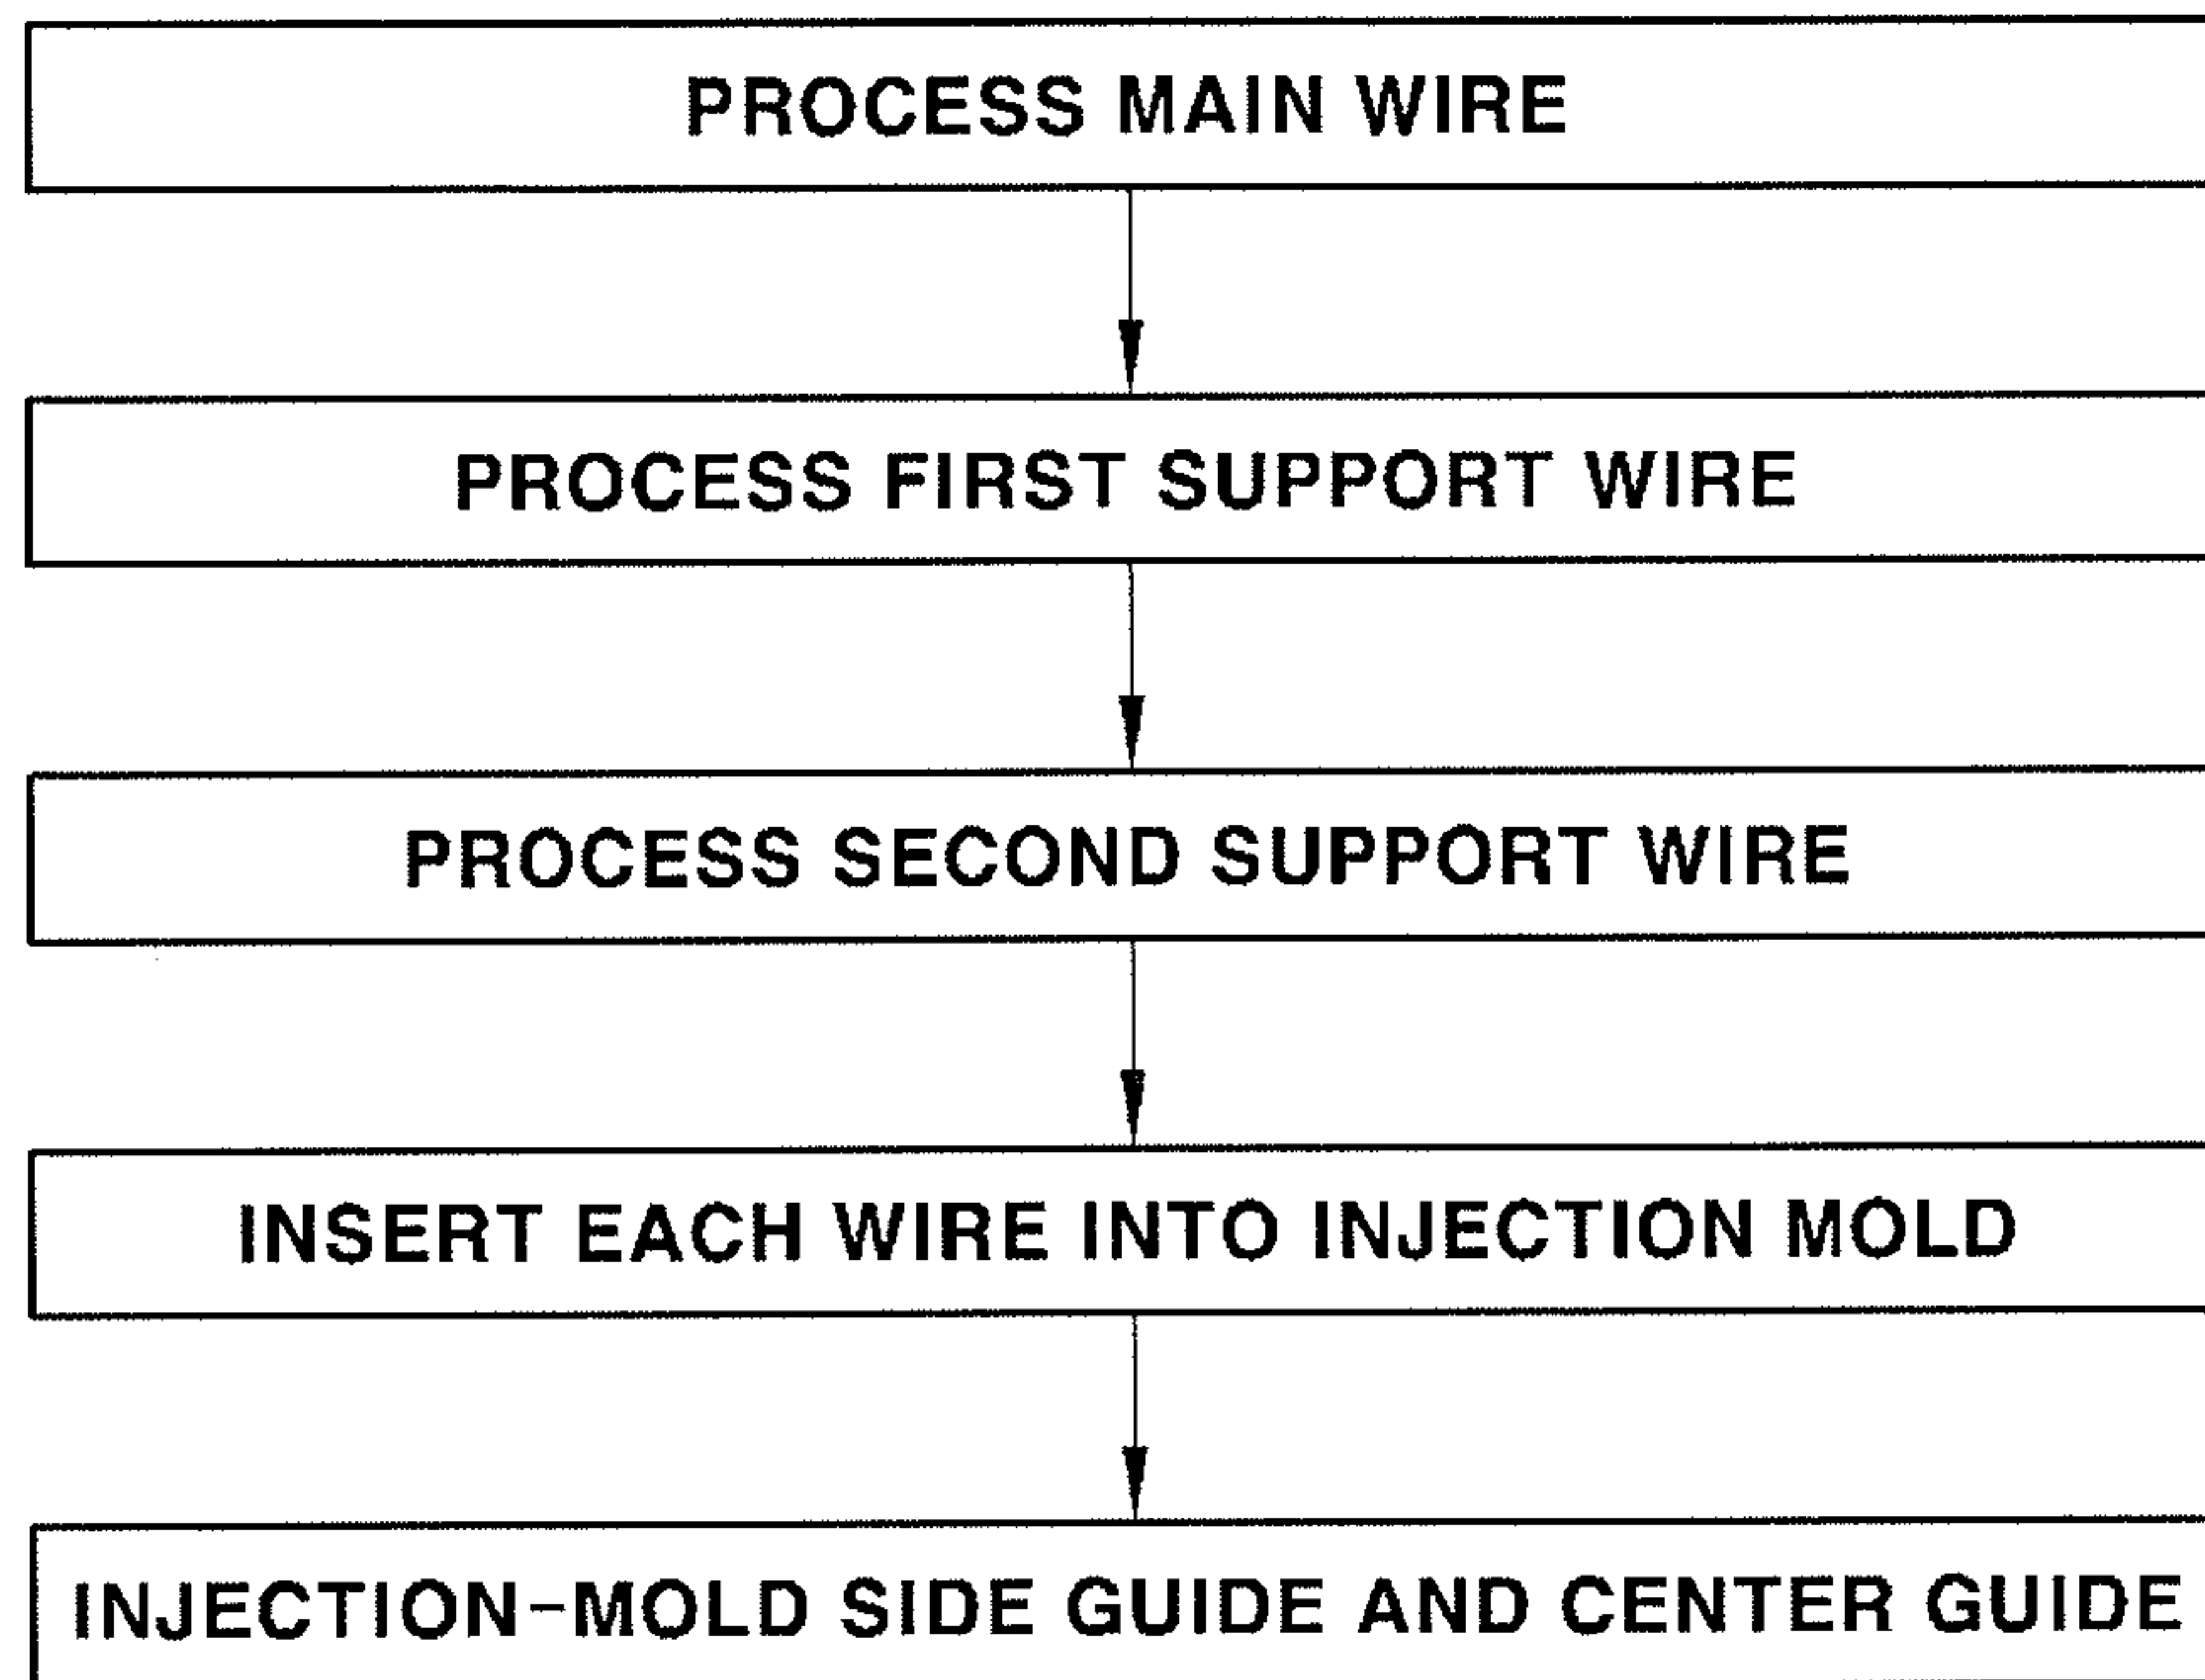 PROCESS MAIN WIRE
PROCESS FIRST SUPPORT WIRE
PROCESS SECOND SUPPORT WIRE
INSERT EACH WIRE INTO INJECTION MOLD
INJECTION-MOLD SIDE GUIDE AND CENTER GUIDE